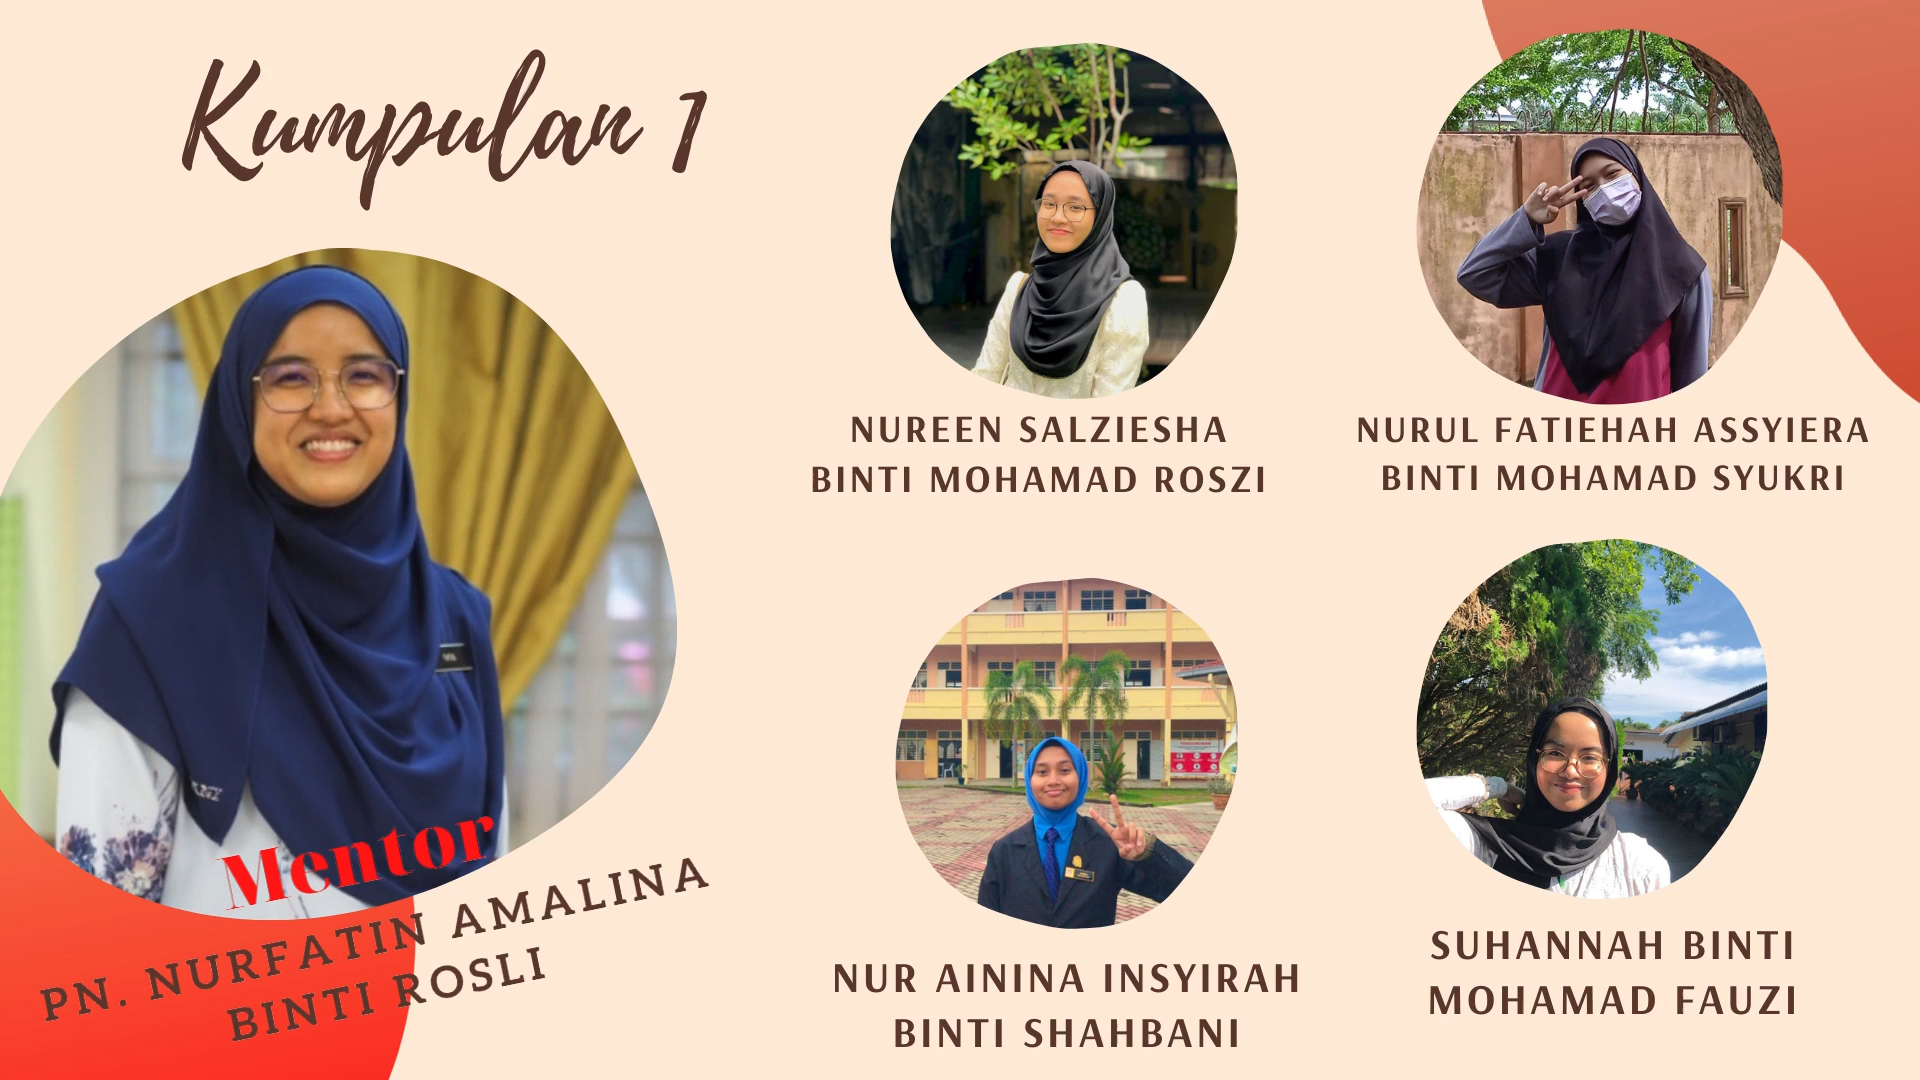 Kumpulan 1
Mentor
PN. NURFATIN AMALINA
BINTI ROSLI
NUREEN SALZIESHA
BINTI MOHAMAD ROSZI
NURUL FATIEHAH ASSYIERA
BINTI MOHAMAD SYUKRI
NUR AININA INSYIRAH
BINTI SHAHBANI
SUHANNAH BINTI
MOHAMAD FAUZI